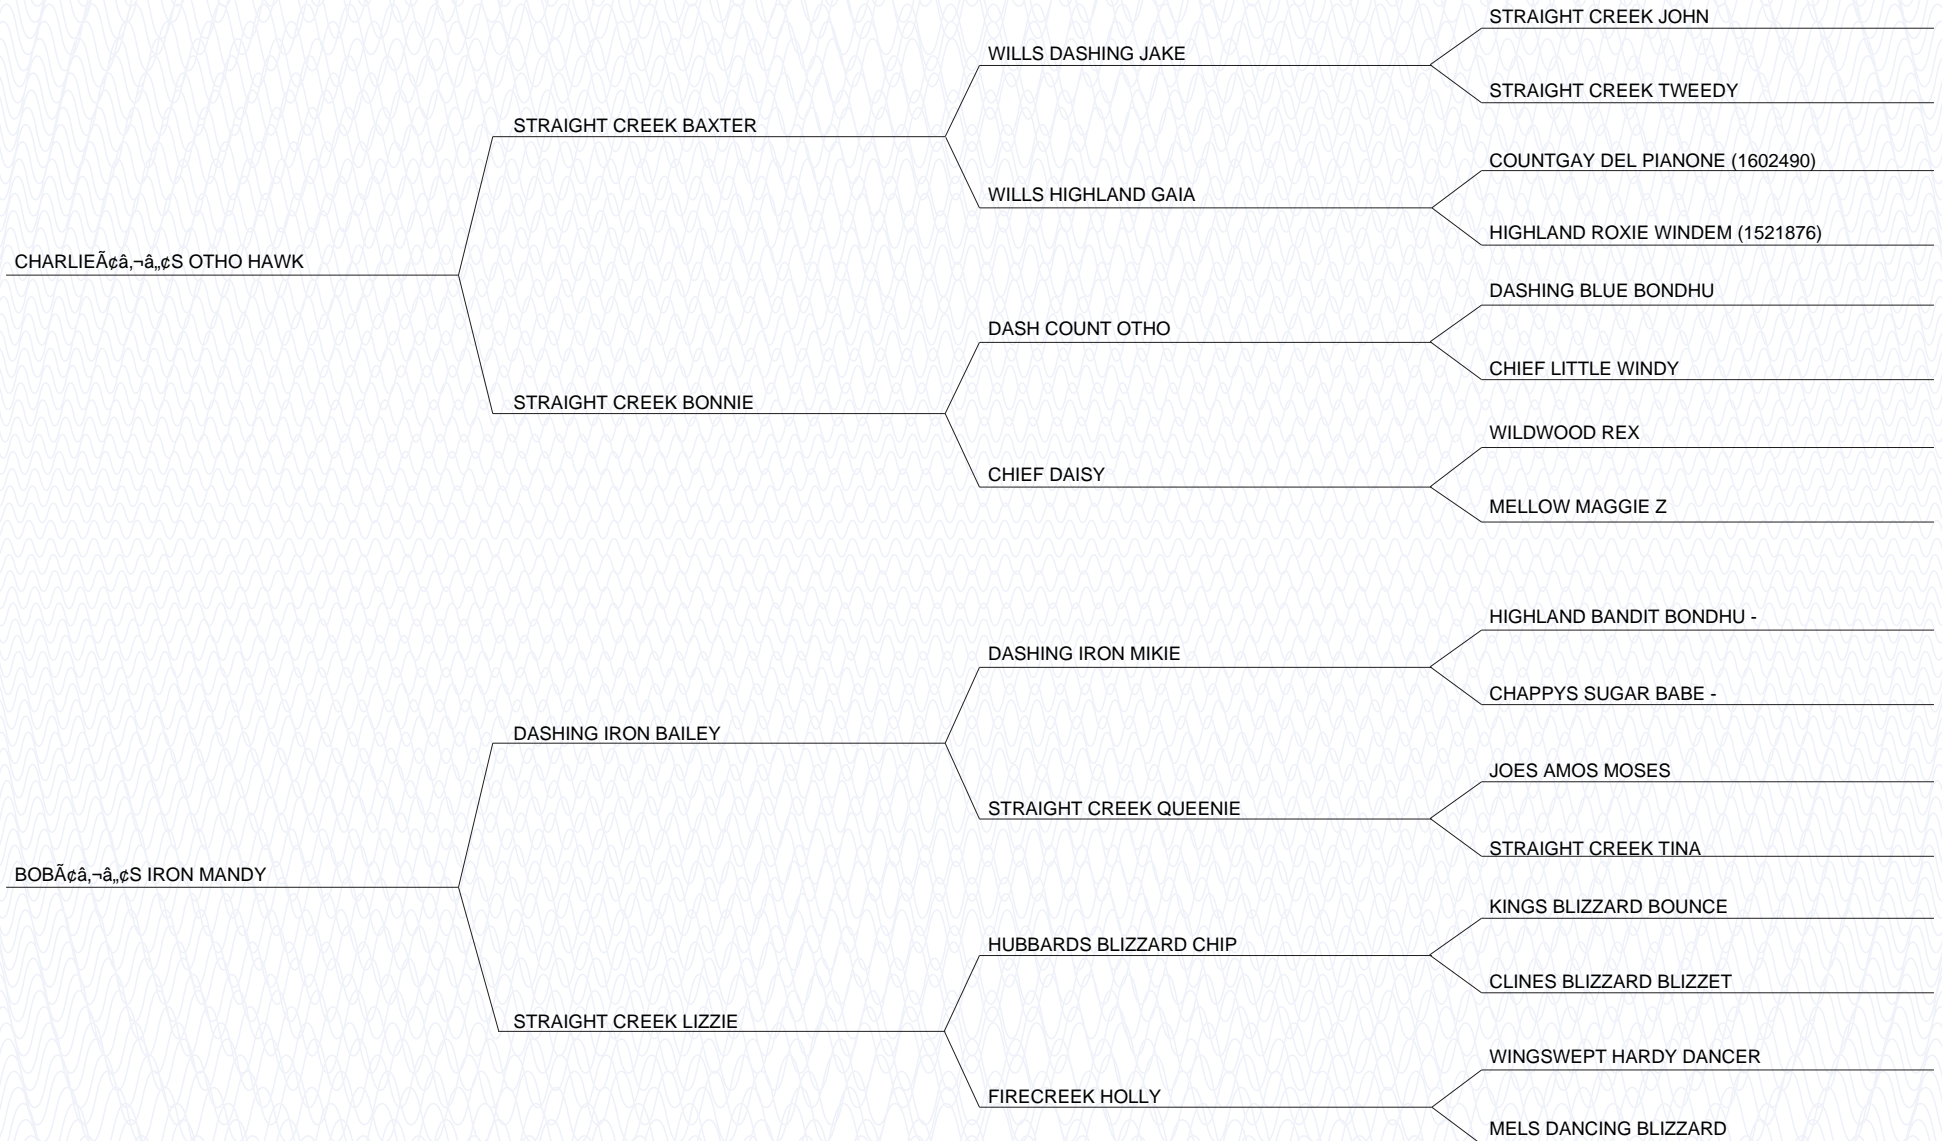 STRAIGHT CREEK JOHN
WILLS DASHING JAKE
STRAIGHT CREEK TWEEDY
STRAIGHT CREEK BAXTER
COUNTGAY DEL PIANONE (1602490)
WILLS HIGHLAND GAIA
HIGHLAND ROXIE WINDEM (1521876)
CHARLIEÃ¢â‚¬â„¢S OTHO HAWK
DASHING BLUE BONDHU
DASH COUNT OTHO
CHIEF LITTLE WINDY
STRAIGHT CREEK BONNIE
WILDWOOD REX
CHIEF DAISY
MELLOW MAGGIE Z
HIGHLAND BANDIT BONDHU -
DASHING IRON MIKIE
CHAPPYS SUGAR BABE -
DASHING IRON BAILEY
JOES AMOS MOSES
STRAIGHT CREEK QUEENIE
STRAIGHT CREEK TINA
BOBÃ¢â‚¬â„¢S IRON MANDY
KINGS BLIZZARD BOUNCE
HUBBARDS BLIZZARD CHIP
CLINES BLIZZARD BLIZZET
STRAIGHT CREEK LIZZIE
WINGSWEPT HARDY DANCER
FIRECREEK HOLLY
MELS DANCING BLIZZARD